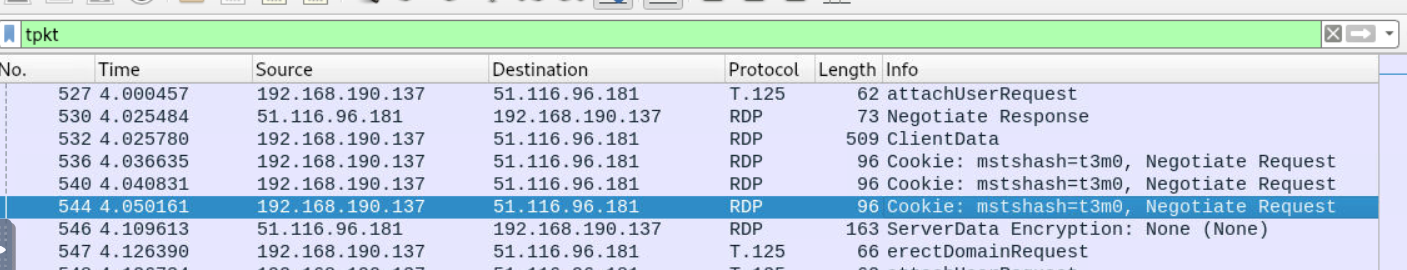 tpkt
No. Time Source Destination Protocol Length Info
527 4.000457 192.168.190.137 51.116.96.181 T.125 62 attachUserRequest
530 4.025484 51.116.96.181 192.168.190.137 RDP 73 Negotiate Response
532 4.025780 192.168.190.137 51.116.96.181 RDP 509 ClientData
536 4.036635 192.168.190.137 51.116.96.181 RDP 96 Cookie: mstshash=t3m0, Negotiate Request
540 4.040831 192.168.190.137 51.116.96.181 RDP 96 Cookie: mstshash=t3m0, Negotiate Request
544 4.050161 192.168.190.137 51.116.96.181 RDP 96 Cookie: mstshash=t3m0, Negotiate Request
546 4.109613 51.116.96.181 192.168.190.137 RDP 163 ServerData Encryption: None (None)
547 4.126390 192.168.190.137 51.116.96.181 T.125 66 erectDomainRequest